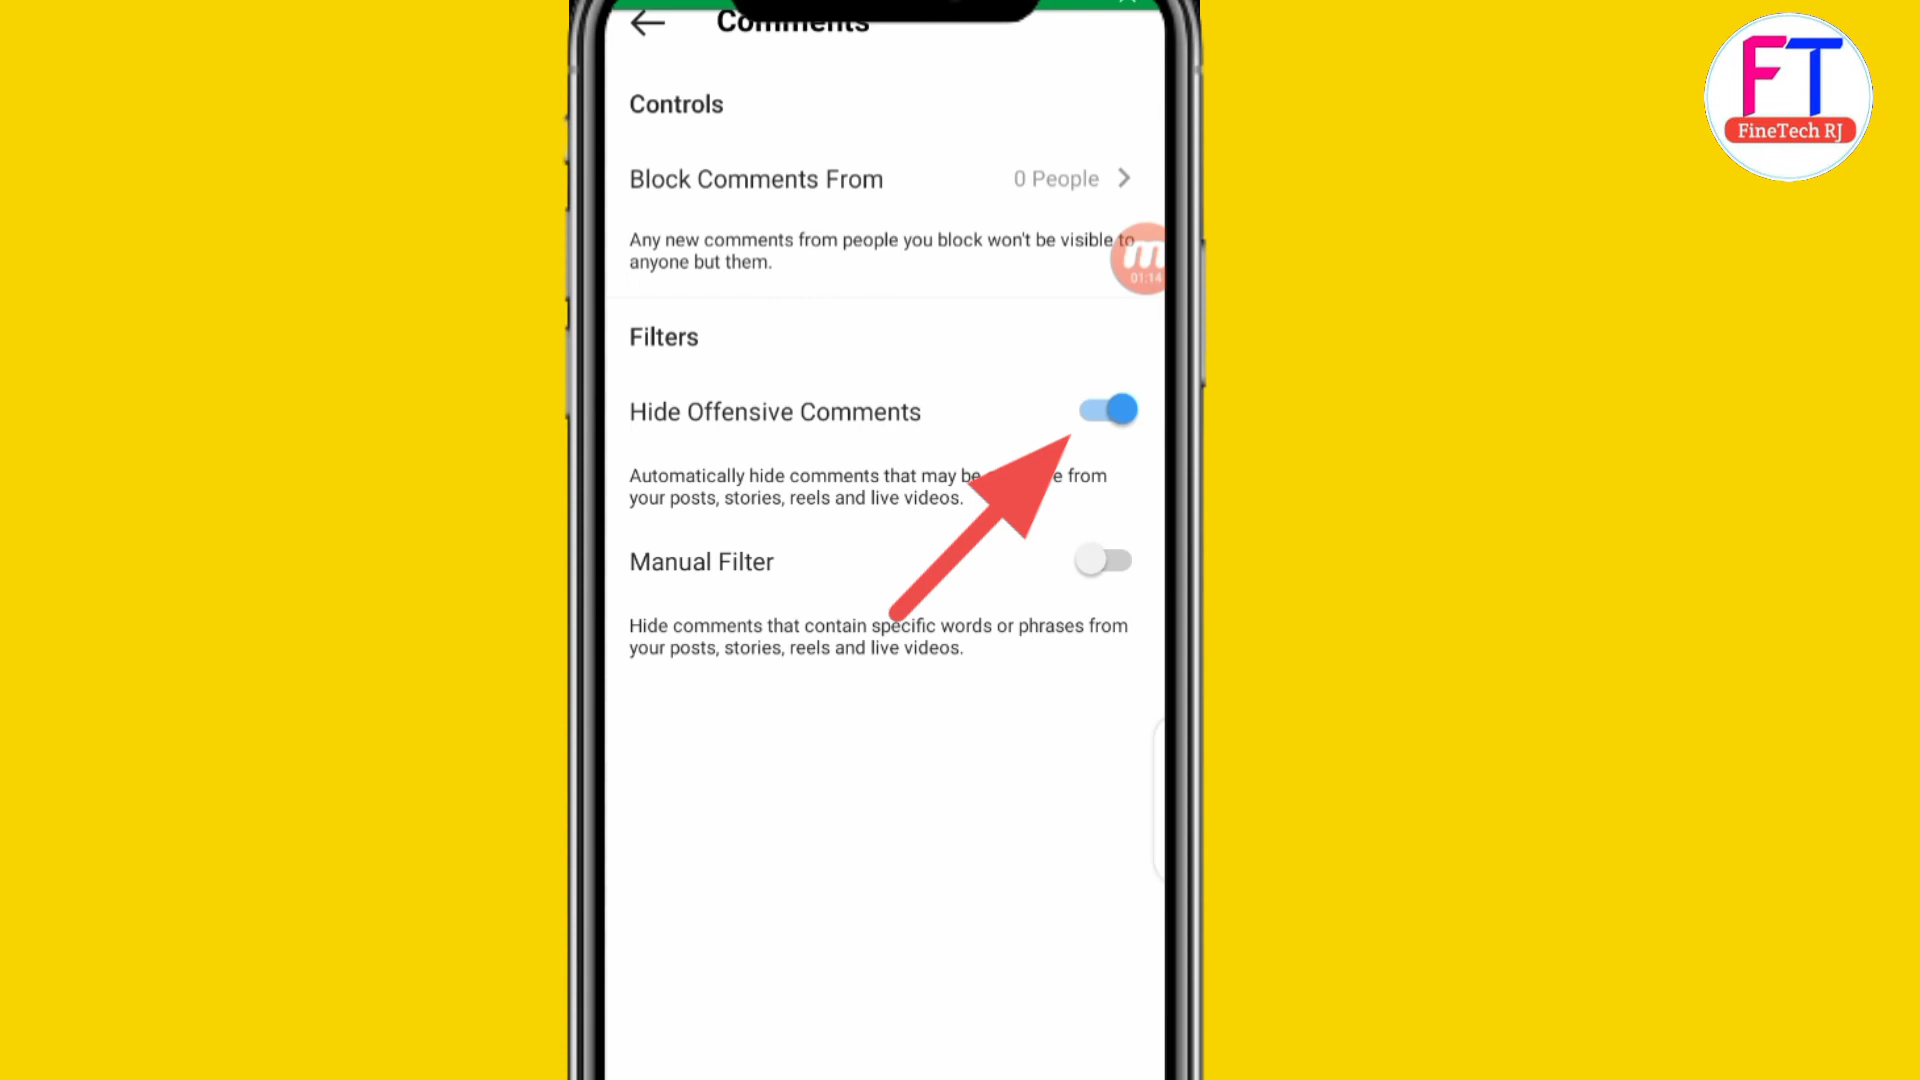 Comments
FT
FineTech RJ
Controls
Block Comments From 0 People
Any new comments from people you block won't be visible to
anyone but them.
m
01:14
Filters
Hide Offensive Comments
Automatically hide comments that may be from
your posts, stories, reels and live videos.
Manual Filter
Hide comments that contain specific words or phrases from
your posts, stories, reels and live videos.